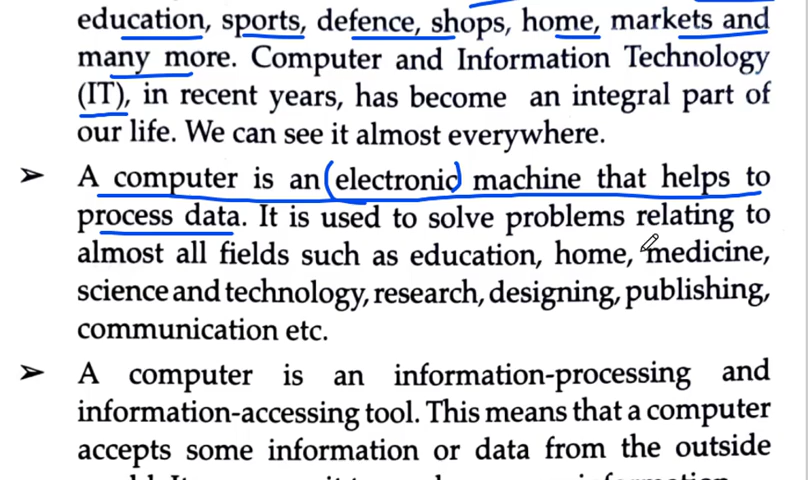 education, sports, defence, shops, home, markets and
many more. Computer and Information Technology
(IT), in recent years, has become an integral part of
our life. We can see it almost everywhere.
➢ A computer is an (electronic) machine that helps to
process data. It is used to solve problems relating to
almost all fields such as education, home, medicine,
science and technology, research, designing, publishing,
communication etc.
➢ A computer is an information-processing and
information-accessing tool. This means that a computer
accepts some information or data from the outside